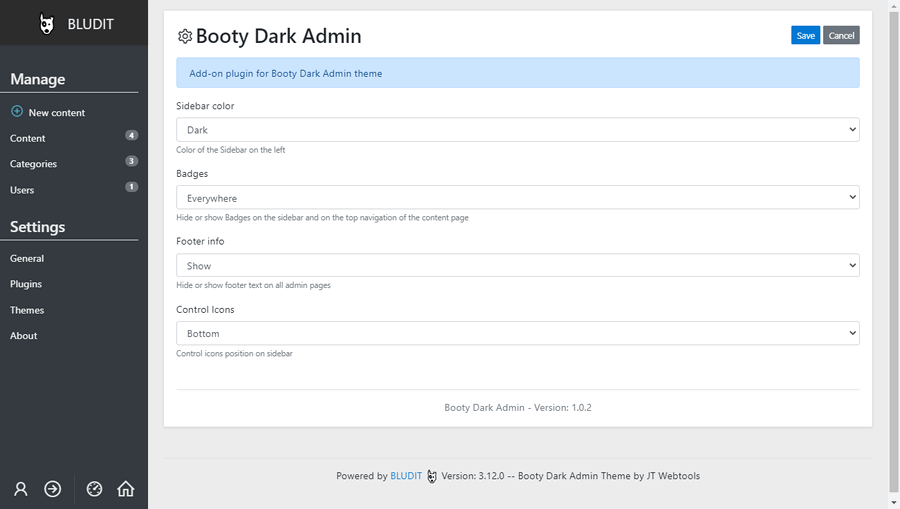 BLUDIT
Manage
New content
Content 4
Categories 3
Users 1
Settings
General
Plugins
Themes
About
Booty Dark Admin
Save Cancel
Add-on plugin for Booty Dark Admin theme
Sidebar color
Dark
Color of the Sidebar on the left
Badges
Everywhere
Hide or show Badges on the sidebar and on the top navigation of the content page
Footer info
Show
Hide or show footer text on all admin pages
Control Icons
Bottom
Control icons position on sidebar
Booty Dark Admin - Version: 1.0.2
Powered by BLUDIT Version: 3.12.0 -- Booty Dark Admin Theme by JT Webtools